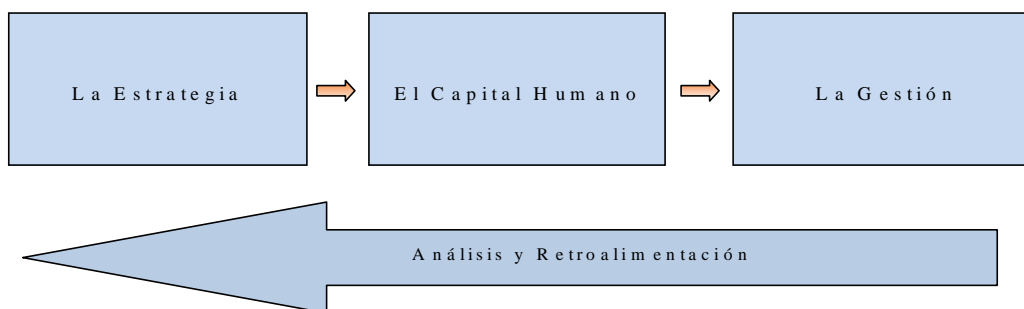 La Estrategia
El Capital Humano
La Gestión
Análisis y Retroalimentación